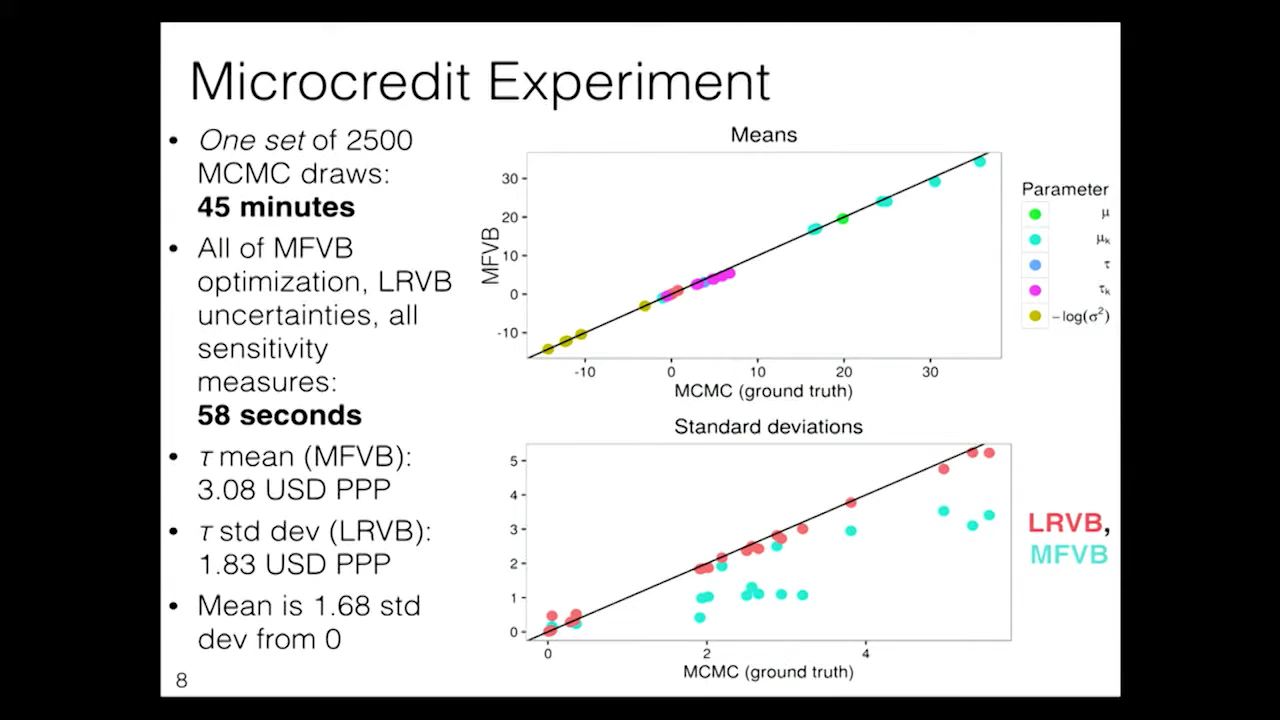 Microcredit Experiment
• One set of 2500
MCMC draws:
45 minutes
• All of MFVB
optimization, LRVB
uncertainties, all
sensitivity
measures:
58 seconds
• τ mean (MFVB):
3.08 USD PPP
• τ std dev (LRVB):
1.83 USD PPP
• Mean is 1.68 std
dev from 0
8
Means
MFVB
30
20
10
0
-10
-10 0 10 20 30
MCMC (ground truth)
Parameter
μ
μk
τ
τk
−log(σ²)
Standard deviations
5
4
3
2
1
0
0 2 4
MCMC (ground truth)
LRVB,
MFVB